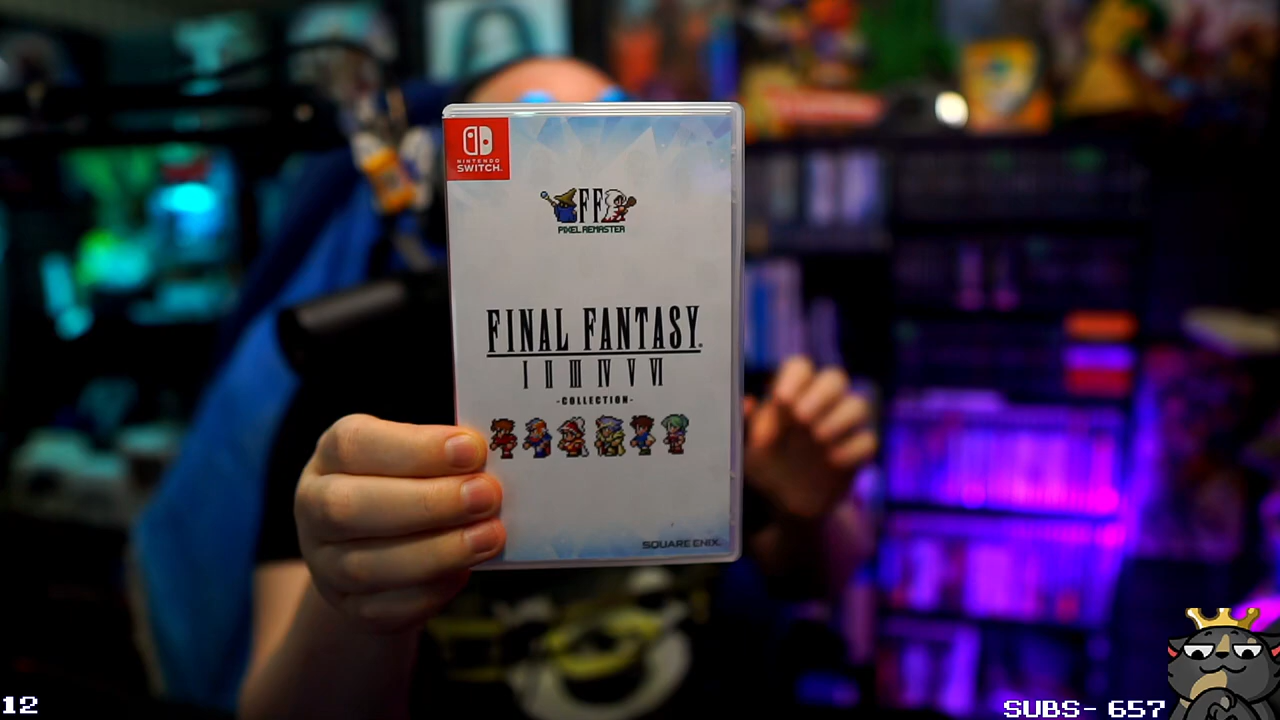 NINTENDO
SWITCH
FF
PIXEL REMASTER
FINAL FANTASY
I II III IV V VI
-COLLECTION-
SQUARE ENIX
12
SUBS- 657